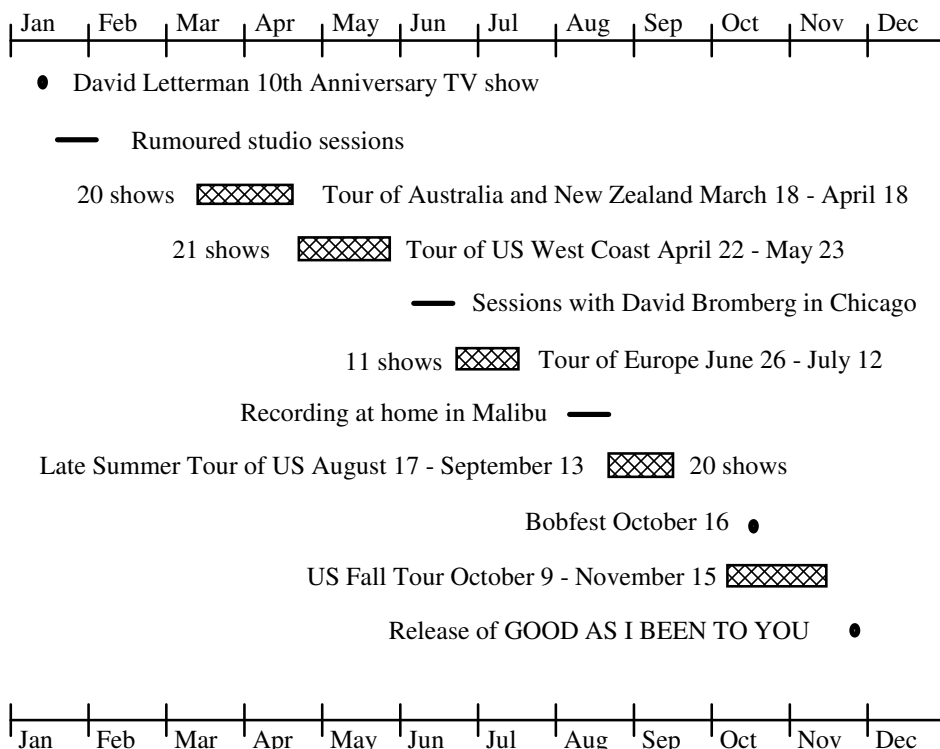 Jan Feb Mar Apr May Jun Jul Aug Sep Oct Nov Dec
David Letterman 10th Anniversary TV show
Rumoured studio sessions
20 shows Tour of Australia and New Zealand March 18 - April 18
21 shows Tour of US West Coast April 22 - May 23
Sessions with David Bromberg in Chicago
11 shows Tour of Europe June 26 - July 12
Recording at home in Malibu
Late Summer Tour of US August 17 - September 13 20 shows
Bobfest October 16
US Fall Tour October 9 - November 15
Release of GOOD AS I BEEN TO YOU
Jan Feb Mar Apr May Jun Jul Aug Sep Oct Nov Dec